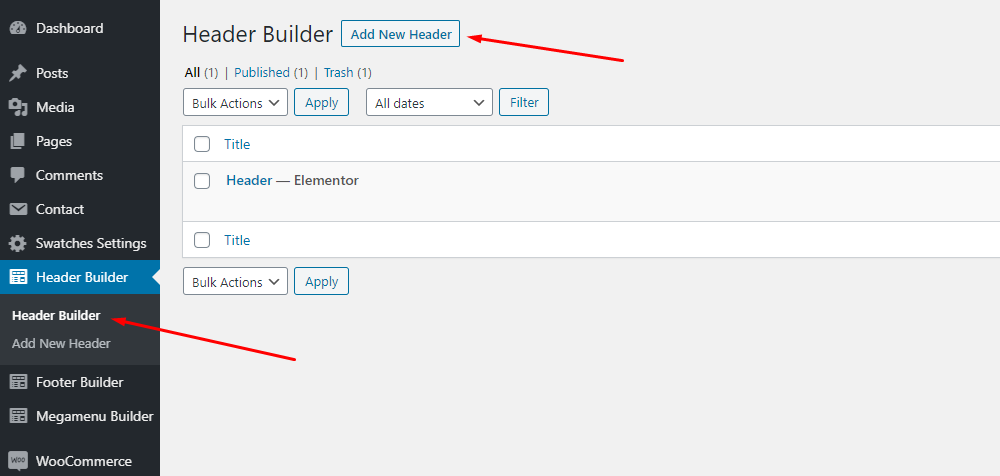 Dashboard
Posts
Media
Pages
Comments
Contact
Swatches Settings
Header Builder
Header Builder
Add New Header
Footer Builder
Megamenu Builder
WOO WooCommerce
Header Builder Add New Header
All (1) | Published (1) | Trash (1)
Bulk Actions Apply All dates Filter
Title
Header — Elementor
Title
Bulk Actions Apply